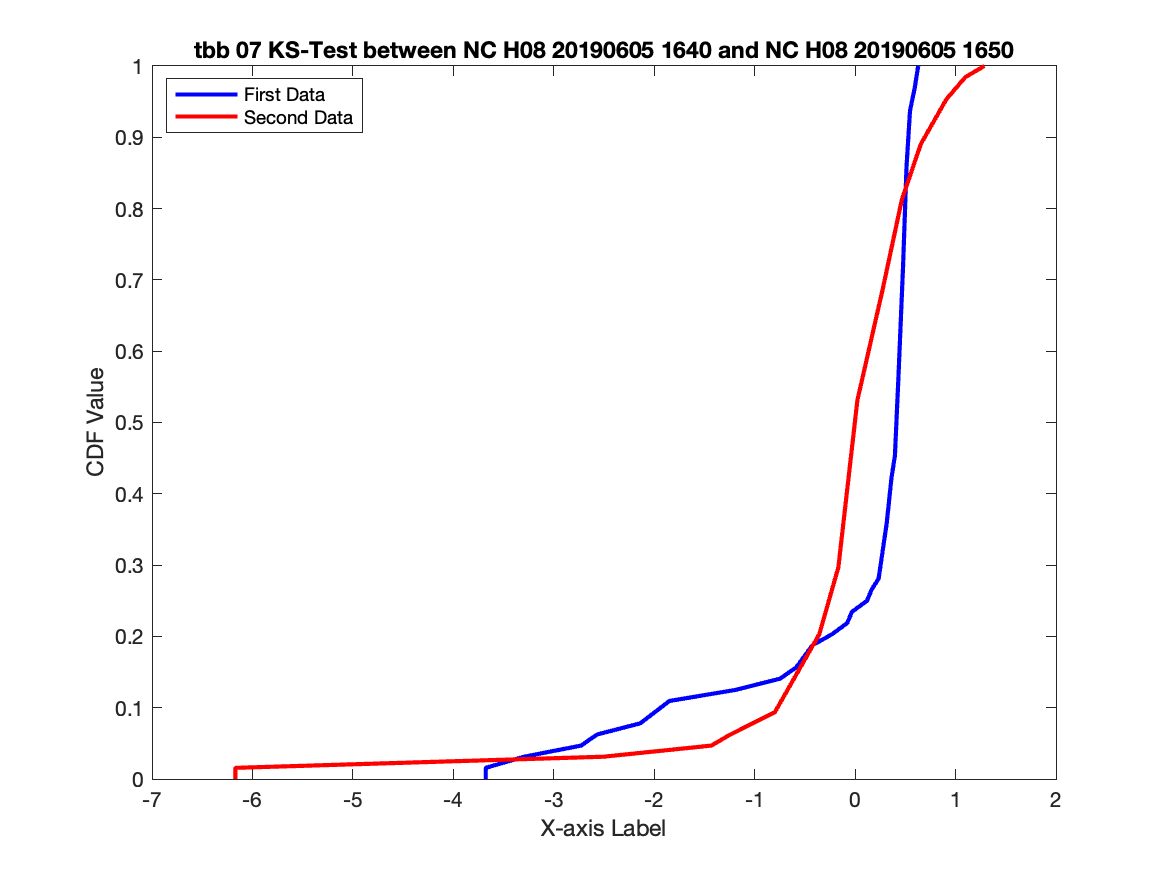 tbb 07 KS-Test between NC H08 20190605 1640 and NC H08 20190605 1650
First Data
Second Data
1
0.9
0.8
0.7
0.6
0.5
0.4
0.3
0.2
0.1
0
CDF Value
-7 -6 -5 -4 -3 -2 -1 0 1 2
X-axis Label